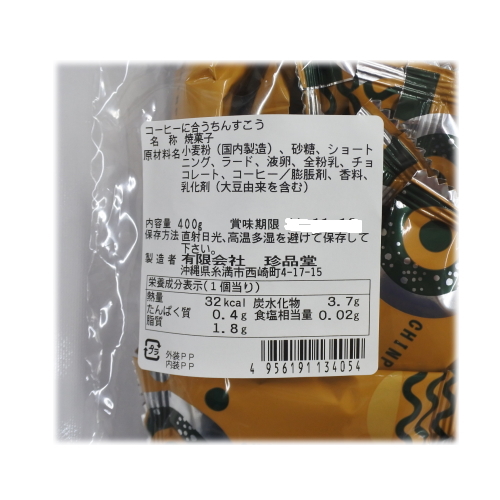 コーヒーに合うちんすこう
名 称 焼菓子
原材料名 小麦粉(国内製造)、砂糖、ショート
ニング、ラード、液卵、全粉乳、チョ
コレート、コーヒー/膨脹剤、香料、
乳化剤(大豆由来を含む)
内容量 400g 賞味期限
保存方法 直射日光、高温多湿を避けて保存して
下さい。
製造者 有限会社 珍品堂
沖縄県糸満市西崎町4-17-15
栄養成分表示(1個当り)
熱量 32kcal 炭水化物 3.7g
たんぱく質 0.4g 食塩相当量 0.02g
脂質 1.8g
プラ
外装PP
内装PP
4 956191 134054
CHINP